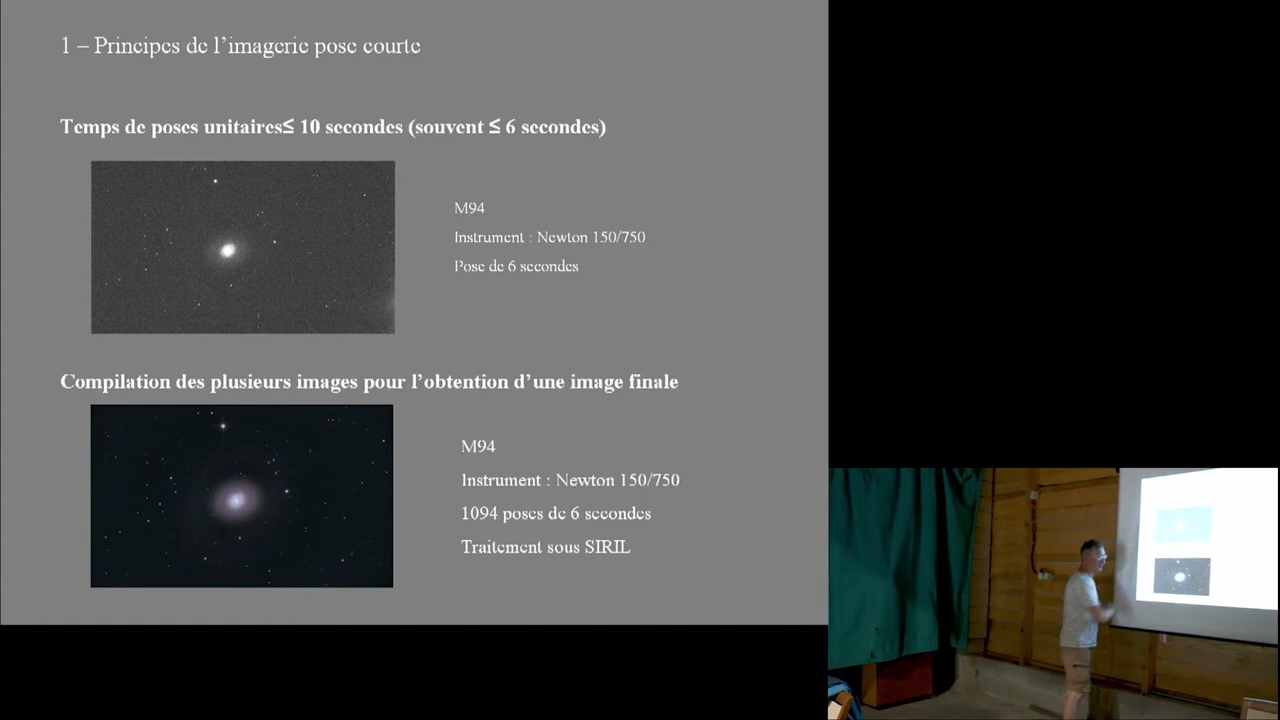 1 – Principes de l’imagerie pose courte
Temps de poses unitaires≤ 10 secondes (souvent ≤ 6 secondes)
M94
Instrument : Newton 150/750
Pose de 6 secondes
Compilation des plusieurs images pour l’obtention d’une image finale
M94
Instrument : Newton 150/750
1094 poses de 6 secondes
Traitement sous SIRIL